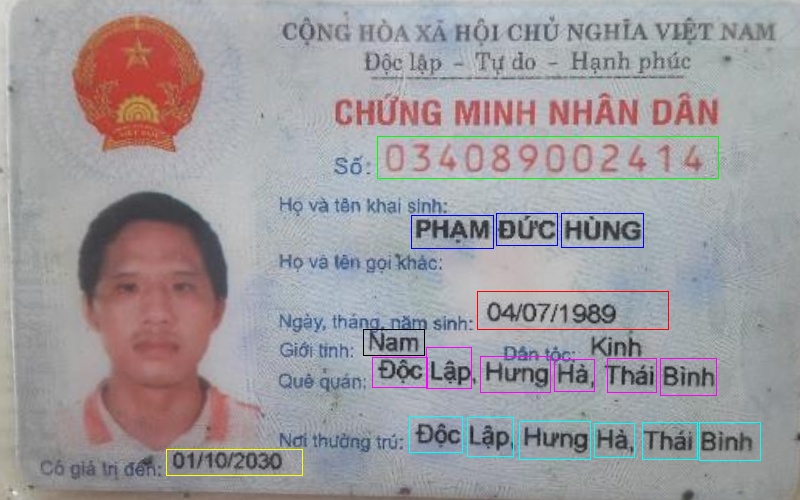 CỘNG HÒA XÃ HỘI CHỦ NGHĨA VIỆT NAM
Độc lập - Tự do - Hạnh phúc
CHỨNG MINH NHÂN DÂN
Số: 034089002414
Họ và tên khai sinh:
PHẠM ĐỨC HÙNG
Họ và tên gọi khác:
Ngày, tháng, năm sinh: 04/07/1989
Giới tính: Nam Dân tộc: Kinh
Quê quán: Độc Lập, Hưng Hà, Thái Bình
Nơi thường trú: Độc Lập, Hưng Hà, Thái Bình
Có giá trị đến: 01/10/2030